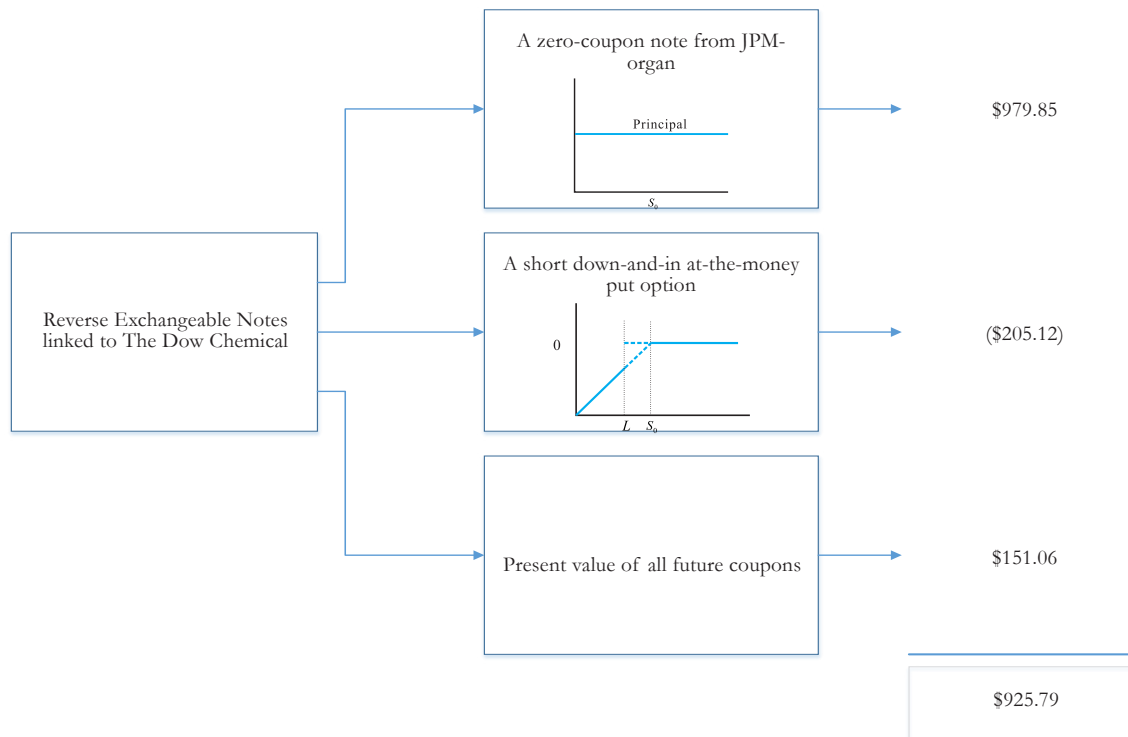 A zero-coupon note from JPM-
organ
Principal
S₀
$979.85
Reverse Exchangeable Notes
linked to The Dow Chemical
A short down-and-in at-the-money
put option
0
L S₀
($205.12)
Present value of all future coupons
$151.06
$925.79